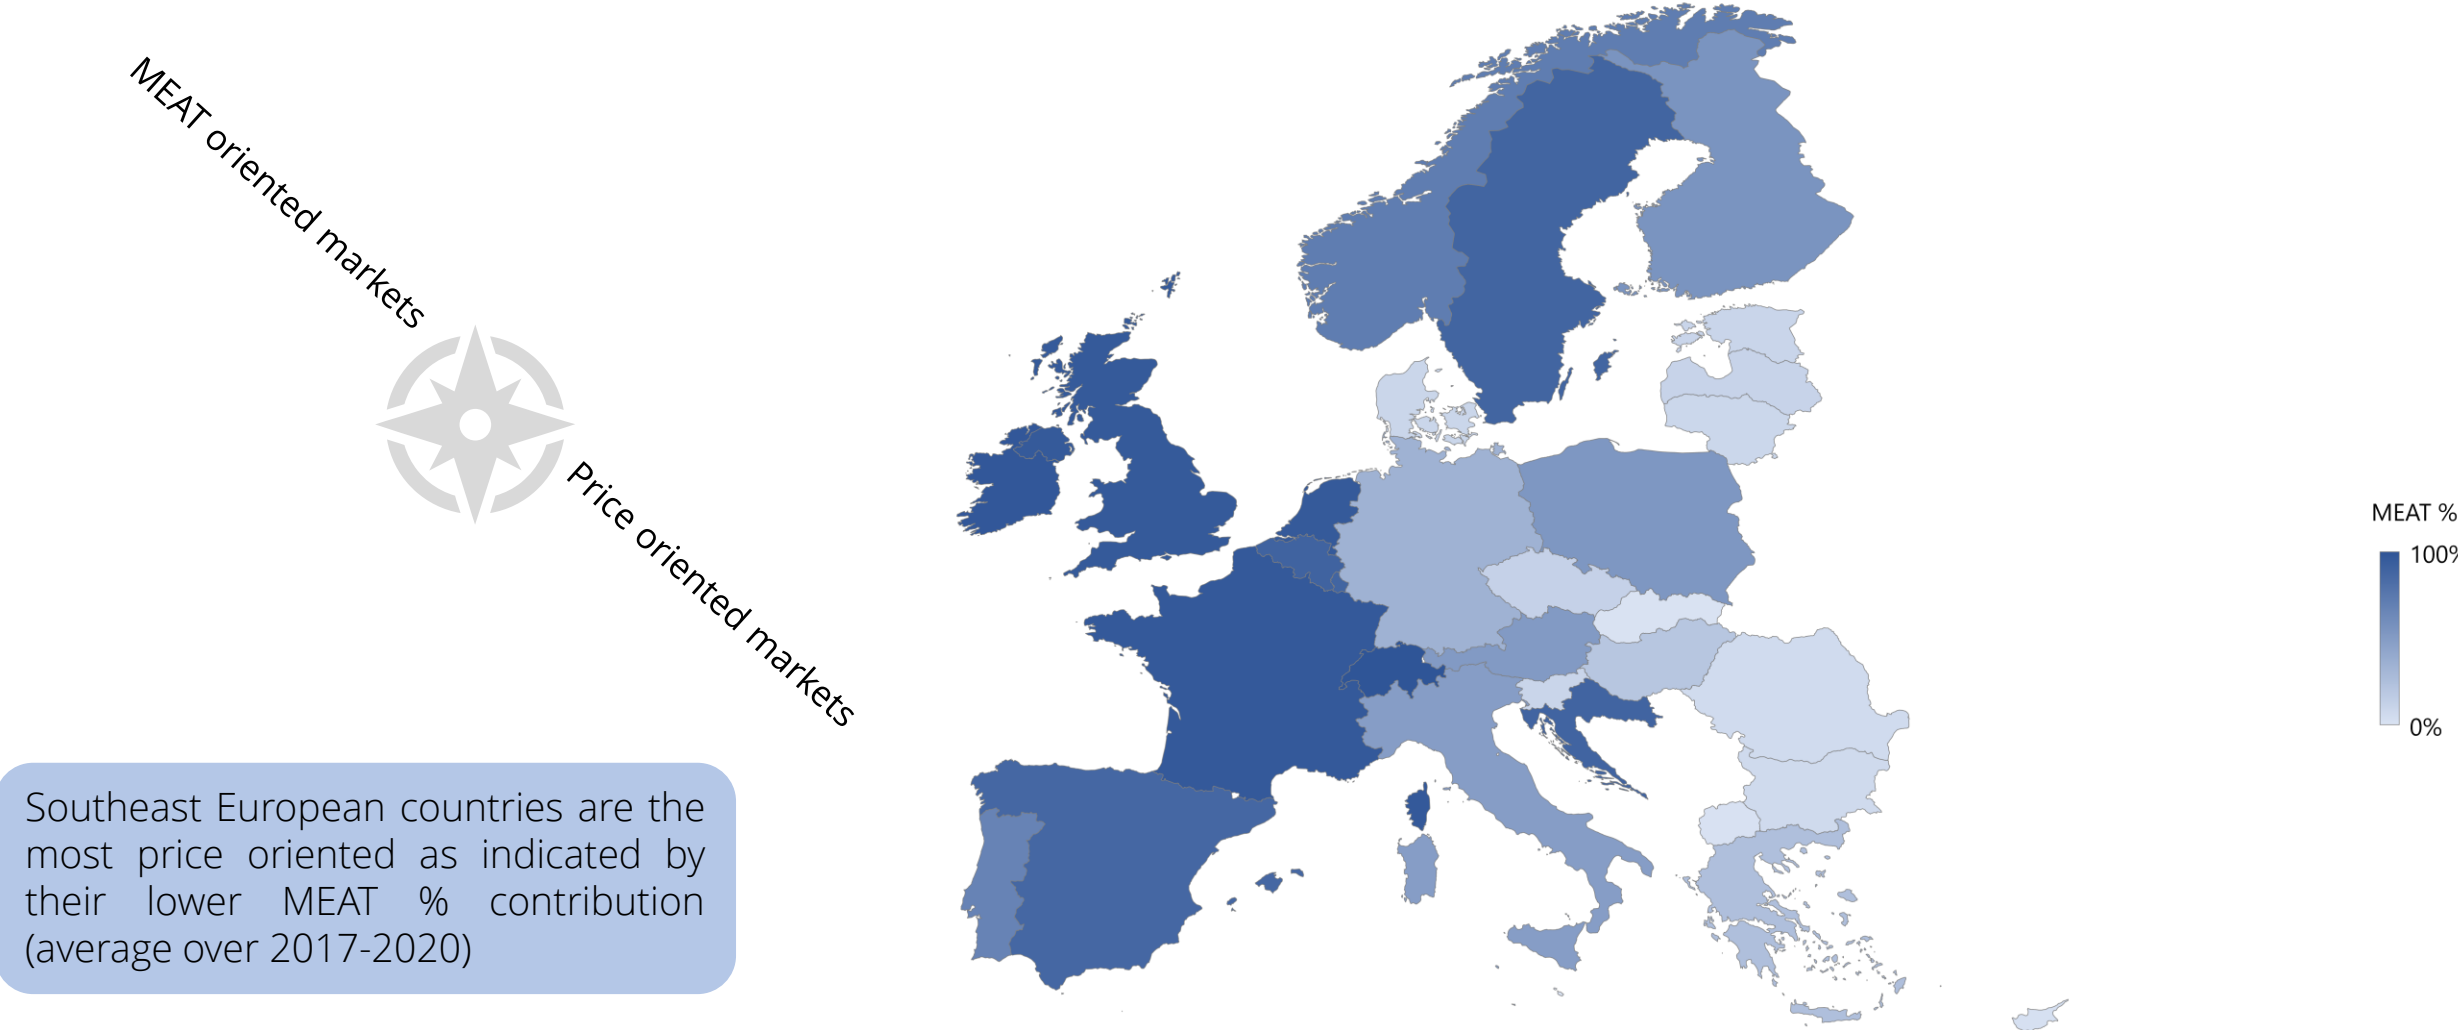 MEAT oriented markets
Price oriented markets
MEAT %
100%
0%
Southeast European countries are the
most price oriented as indicated by
their lower MEAT % contribution
(average over 2017-2020)